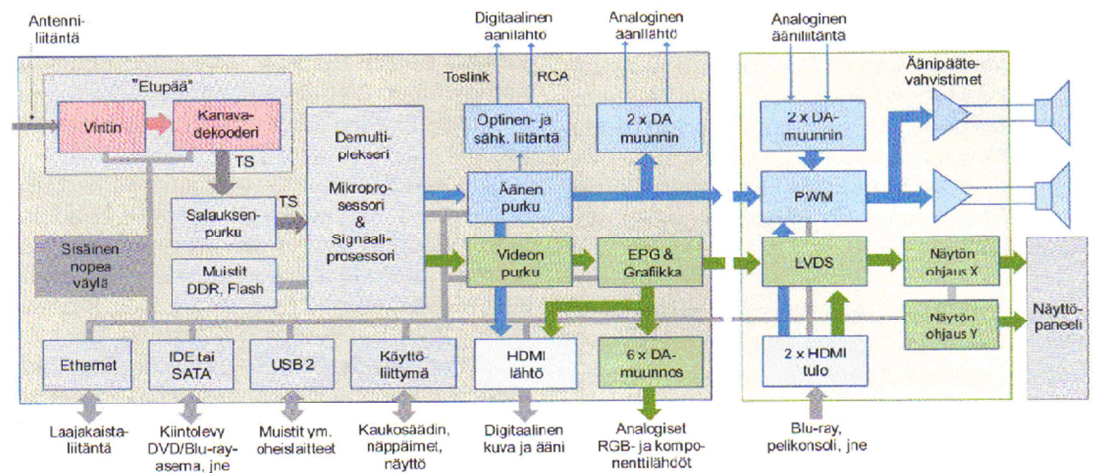 Antenni-
liitäntä
Digitaalinen
äänilähtö
Analoginen
äänilähtö
Analoginen
ääniliitäntä
Äänipääte-
vahvistimet
"Etupää"
Toslink
RCA
Vintin
Kanava-
dekooderi
TS
Demulti-
plekseri
Mikropro-
sessori
&
Signaali-
prosessori
Optinen- ja
sähk. liitäntä
2 x DA
muunnin
2 x DA-
muunnin
Salauksen-
purku
TS
Äänen
purku
PWM
Sisäinen
nopea
väylä
Muistit
DDR, Flash
Videon
purku
EPG &
Grafiikka
LVDS
Näytön
ohjaus X
Näytön
ohjaus Y
Näyttö-
paneeli
Ethernet
IDE tai
SATA
USB 2
Käyttö-
liittymä
HDMI
lähtö
6 x DA-
muunnos
2 x HDMI
tulo
Laajakaista-
liitäntä
Kiintolevy
DVD/Blu-ray-
asema, jne
Muistit ym.
oheislaitteet
Kaukosäädin,
näppäimet,
näyttö
Digitaalinen
kuva ja ääni
Analogiset
RGB- ja kompo-
nenttilähdöt
Blu-ray,
pelikonsoli, jne